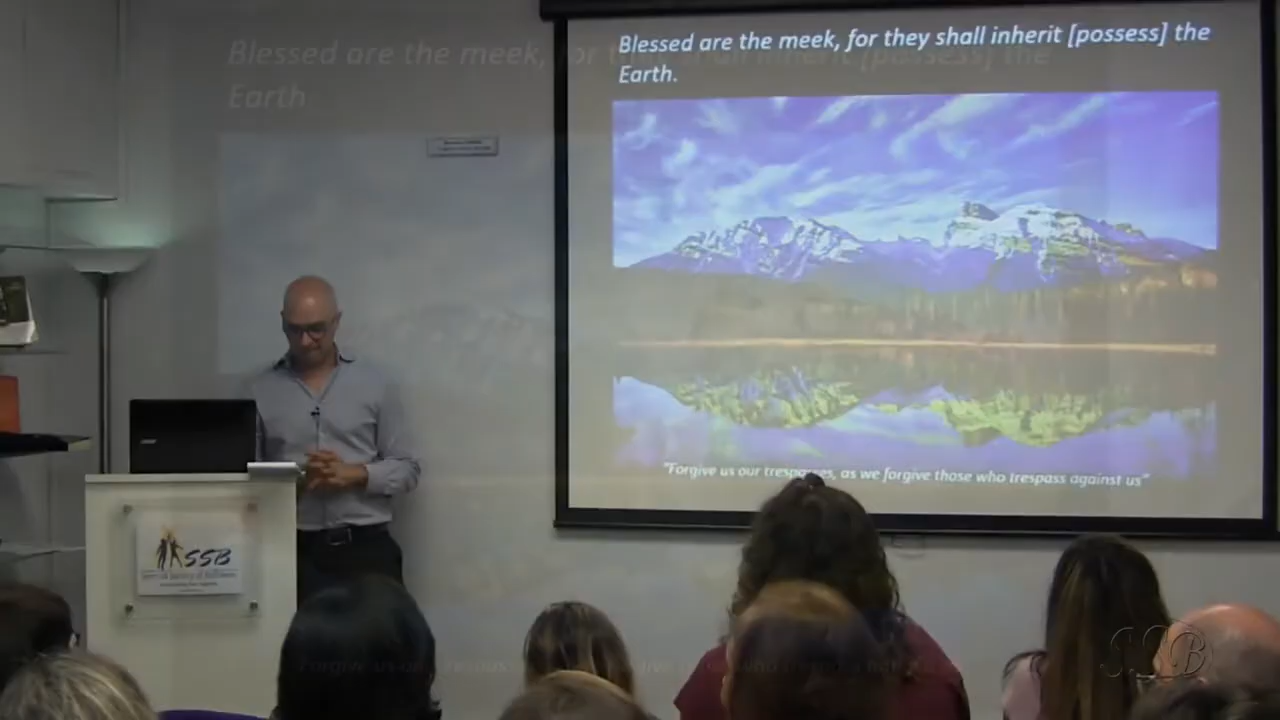 Blessed are the meek, for they shall inherit [possess] the
Earth.
"Forgive us our trespasses, as we forgive those who trespass against us"
SSB
SSB